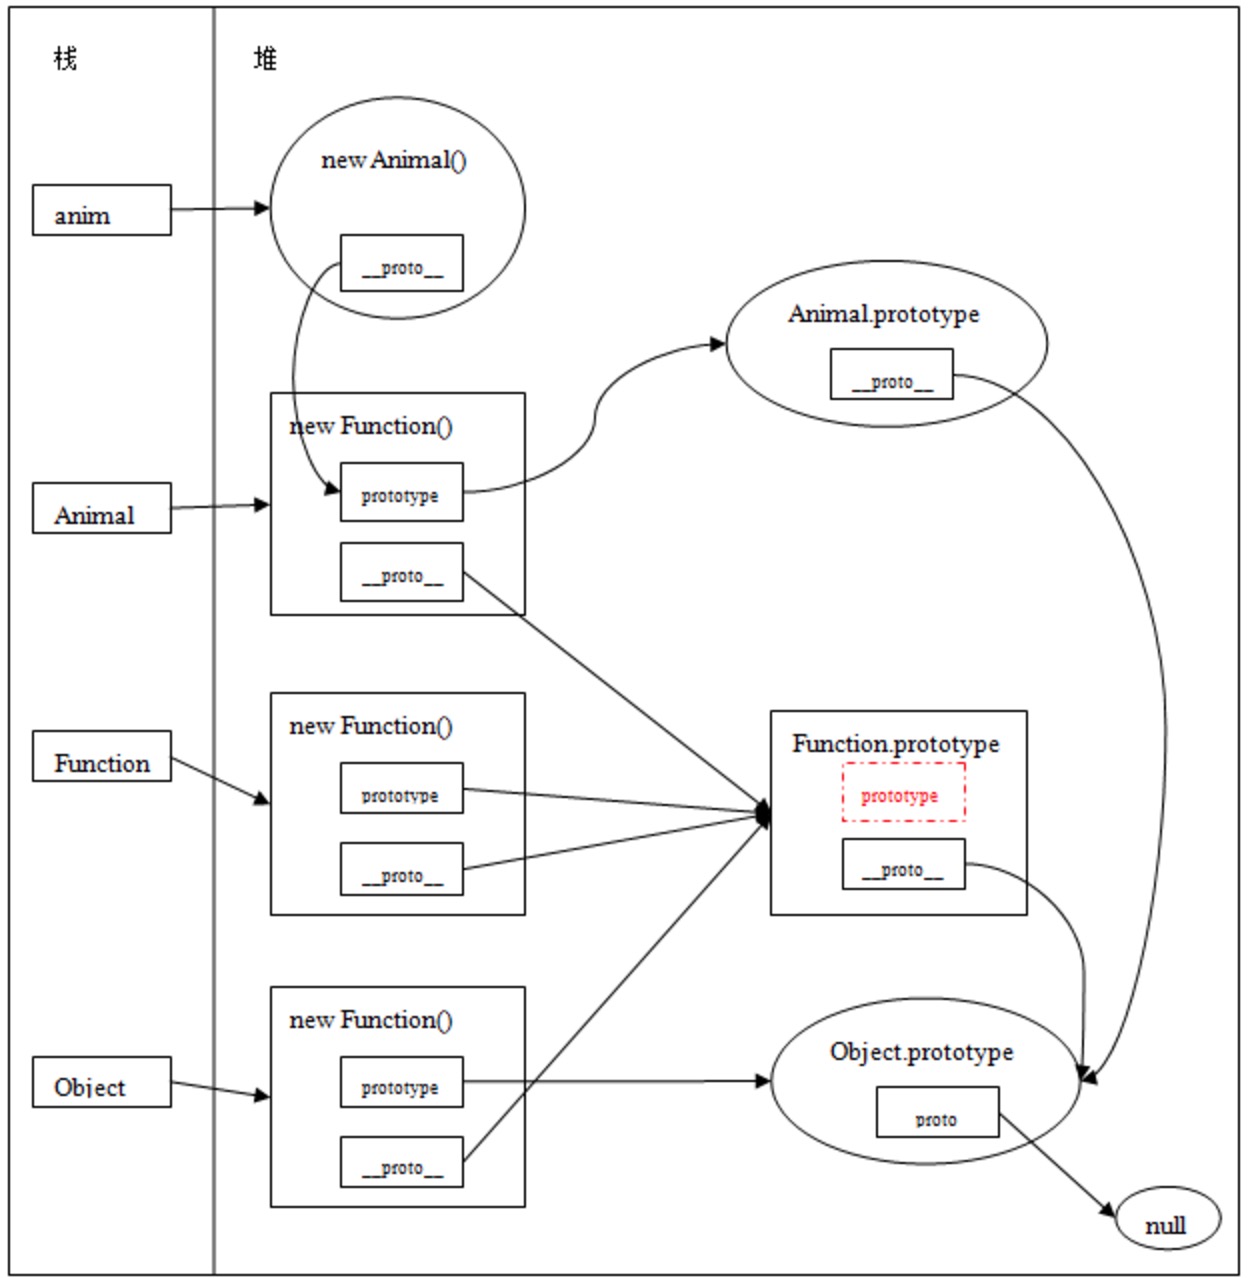 栈
堆
new Animal()
anim
__proto__
Animal.prototype
__proto__
new Function()
prototype
Animal
__proto__
new Function()
Function.prototype
Function
prototype
prototype
__proto__
__proto__
new Function()
Object.prototype
Object
prototype
proto
__proto__
null